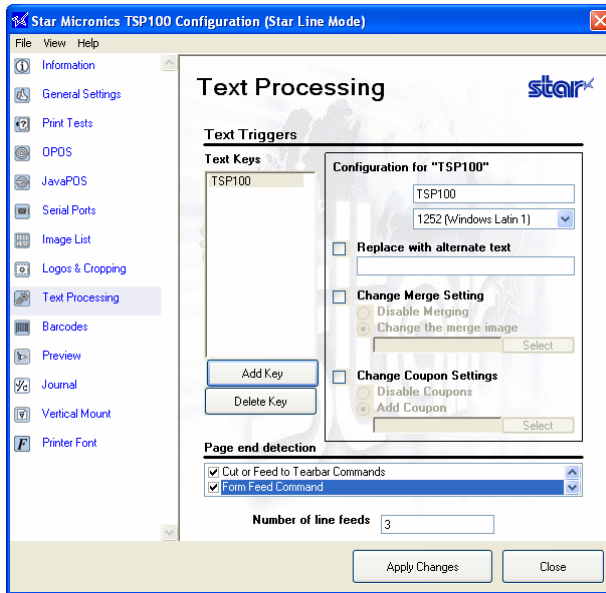 Star Micronics TSP100 Configuration (Star Line Mode)
File View Help
Information
General Settings
Print Tests
OPOS
JavaPOS
Serial Ports
Image List
Logos & Cropping
Text Processing
Barcodes
Preview
Journal
Vertical Mount
Printer Font
Text Processing
star
Text Triggers
Text Keys
TSP100
Add Key
Delete Key
Configuration for "TSP100"
TSP100
1252 (Windows Latin 1)
Replace with alternate text
Change Merge Setting
Disable Merging
Change the merge image
Select
Change Coupon Settings
Disable Coupons
Add Coupon
Select
Page end detection
Cut or Feed to Tearbar Commands
Form Feed Command
Number of line feeds 3
Apply Changes
Close